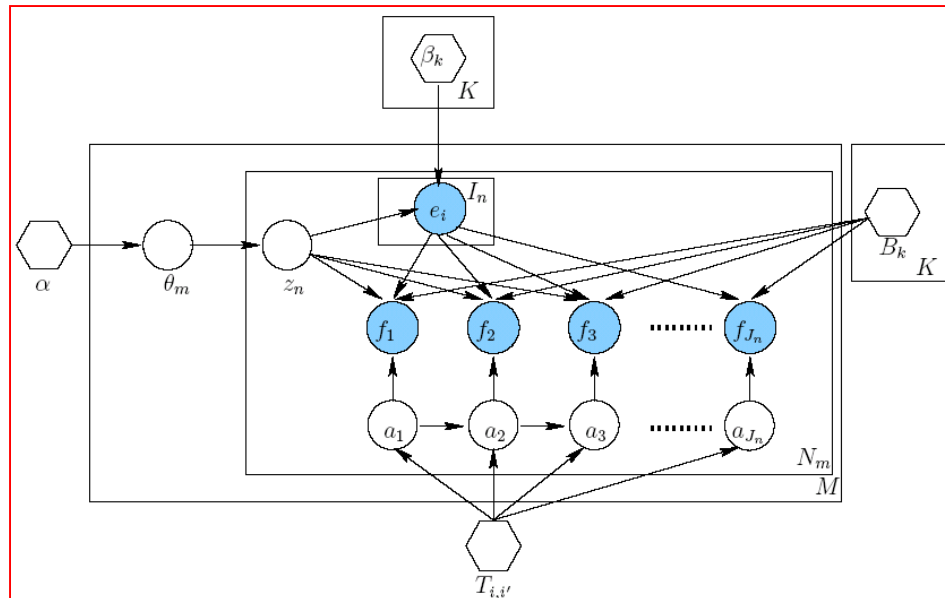 β_k
K
I_n
e_i
B_k
K
α
θ_m
z_n
f_1
f_2
f_3
f_{J_n}
a_1
a_2
a_3
a_{J_n}
N_m
M
T_{i,i'}